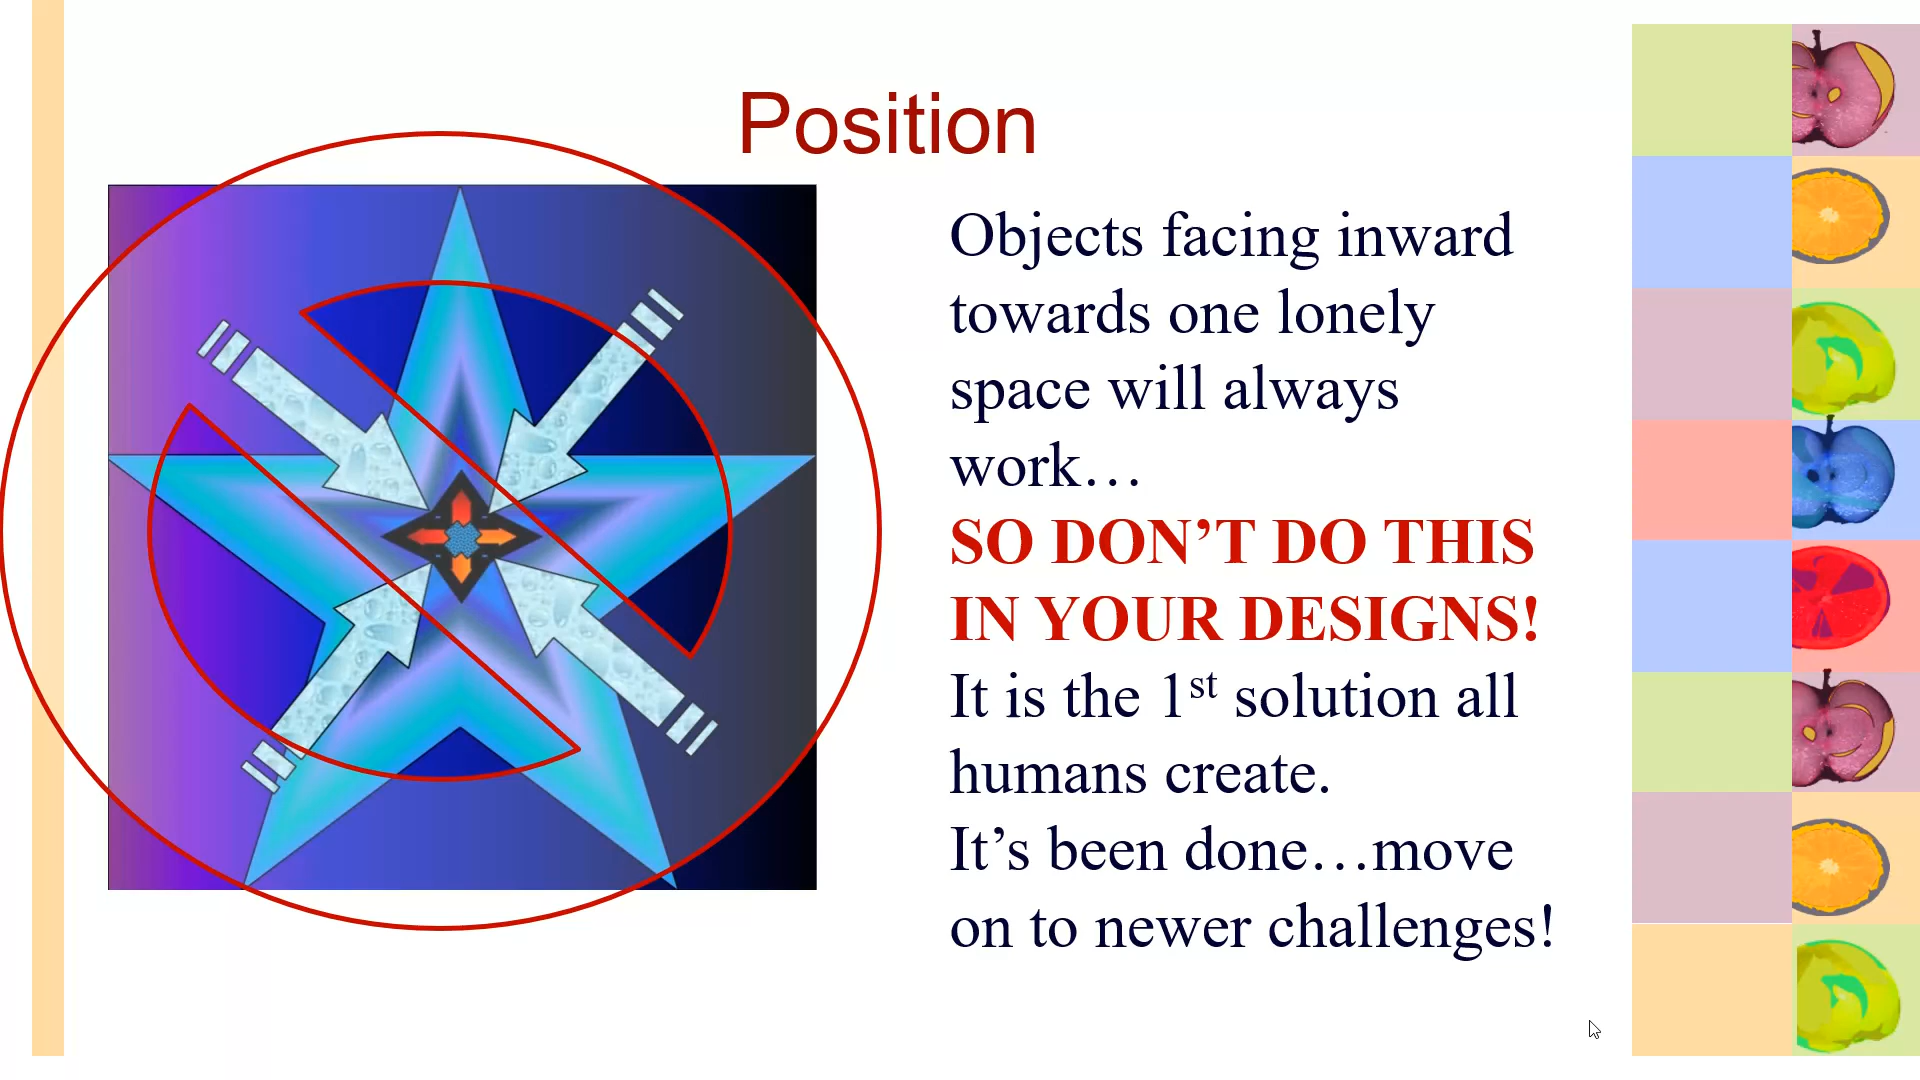 Position
Objects facing inward
towards one lonely
space will always
work…
SO DON’T DO THIS
IN YOUR DESIGNS!
It is the 1st solution all
humans create.
It’s been done…move
on to newer challenges!